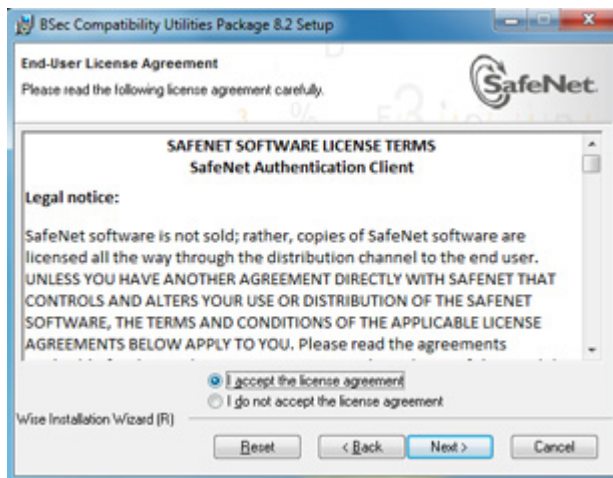 BSec Compatibility Utilities Package 8.2 Setup
End-User License Agreement
Please read the following license agreement carefully.
SafeNet.
SAFENET SOFTWARE LICENSE TERMS
SafeNet Authentication Client
Legal notice:
SafeNet software is not sold; rather, copies of SafeNet software are
licensed all the way through the distribution channel to the end user.
UNLESS YOU HAVE ANOTHER AGREEMENT DIRECTLY WITH SAFENET THAT
CONTROLS AND ALTERS YOUR USE OR DISTRIBUTION OF THE SAFENET
SOFTWARE, THE TERMS AND CONDITIONS OF THE APPLICABLE LICENSE
AGREEMENTS BELOW APPLY TO YOU. Please read the agreements
I accept the license agreement
I do not accept the license agreement
Wise Installation Wizard (R)
Reset
< Back
Next >
Cancel